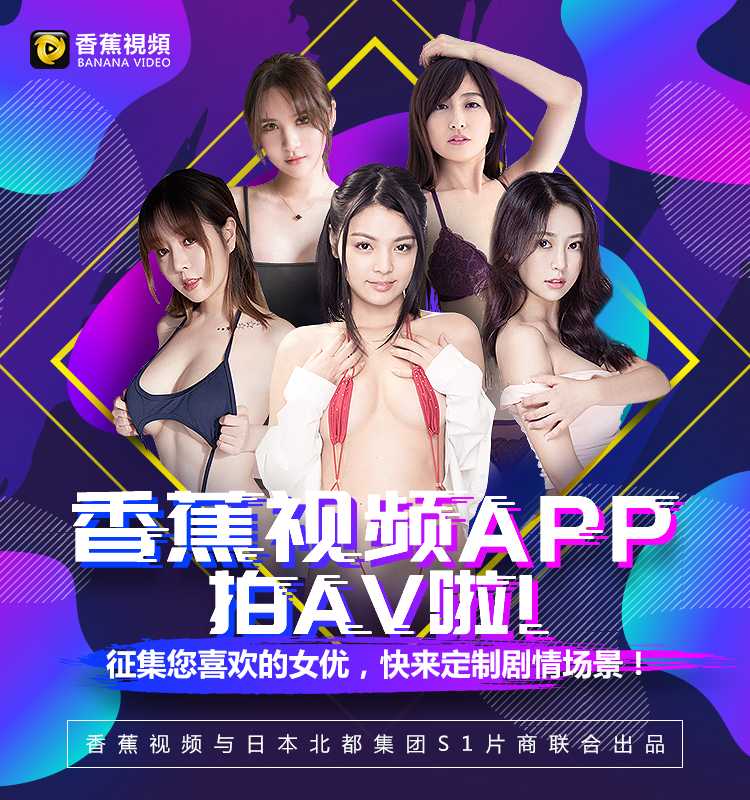 香蕉視頻
BANANA VIDEO
香蕉视频APP
拍AV啦!
征集您喜欢的女优，快来定制剧情场景！
香蕉视频与日本北都集团S1片商联合出品